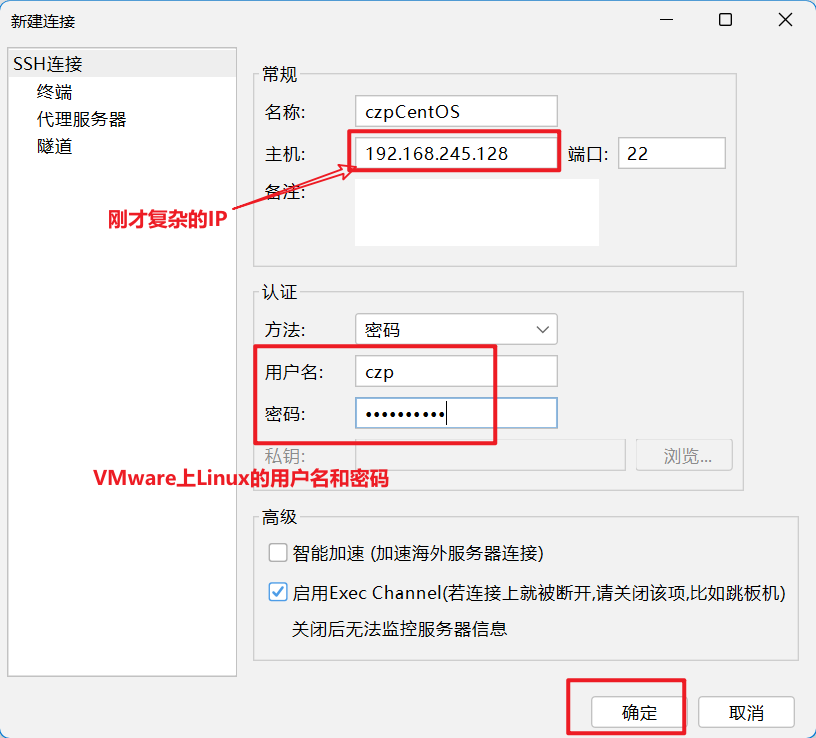 新建连接
SSH连接
终端
代理服务器
隧道
常规
名称: czpCentOS
主机: 192.168.245.128 端口: 22
备注:
刚才复杂的IP
认证
方法: 密码
用户名: czp
密码: ••••••••••
私钥: 浏览...
VMware上Linux的用户名和密码
高级
智能加速 (加速海外服务器连接)
启用Exec Channel(若连接上就被断开,请关闭该项,比如跳板机)
关闭后无法监控服务器信息
确定 取消